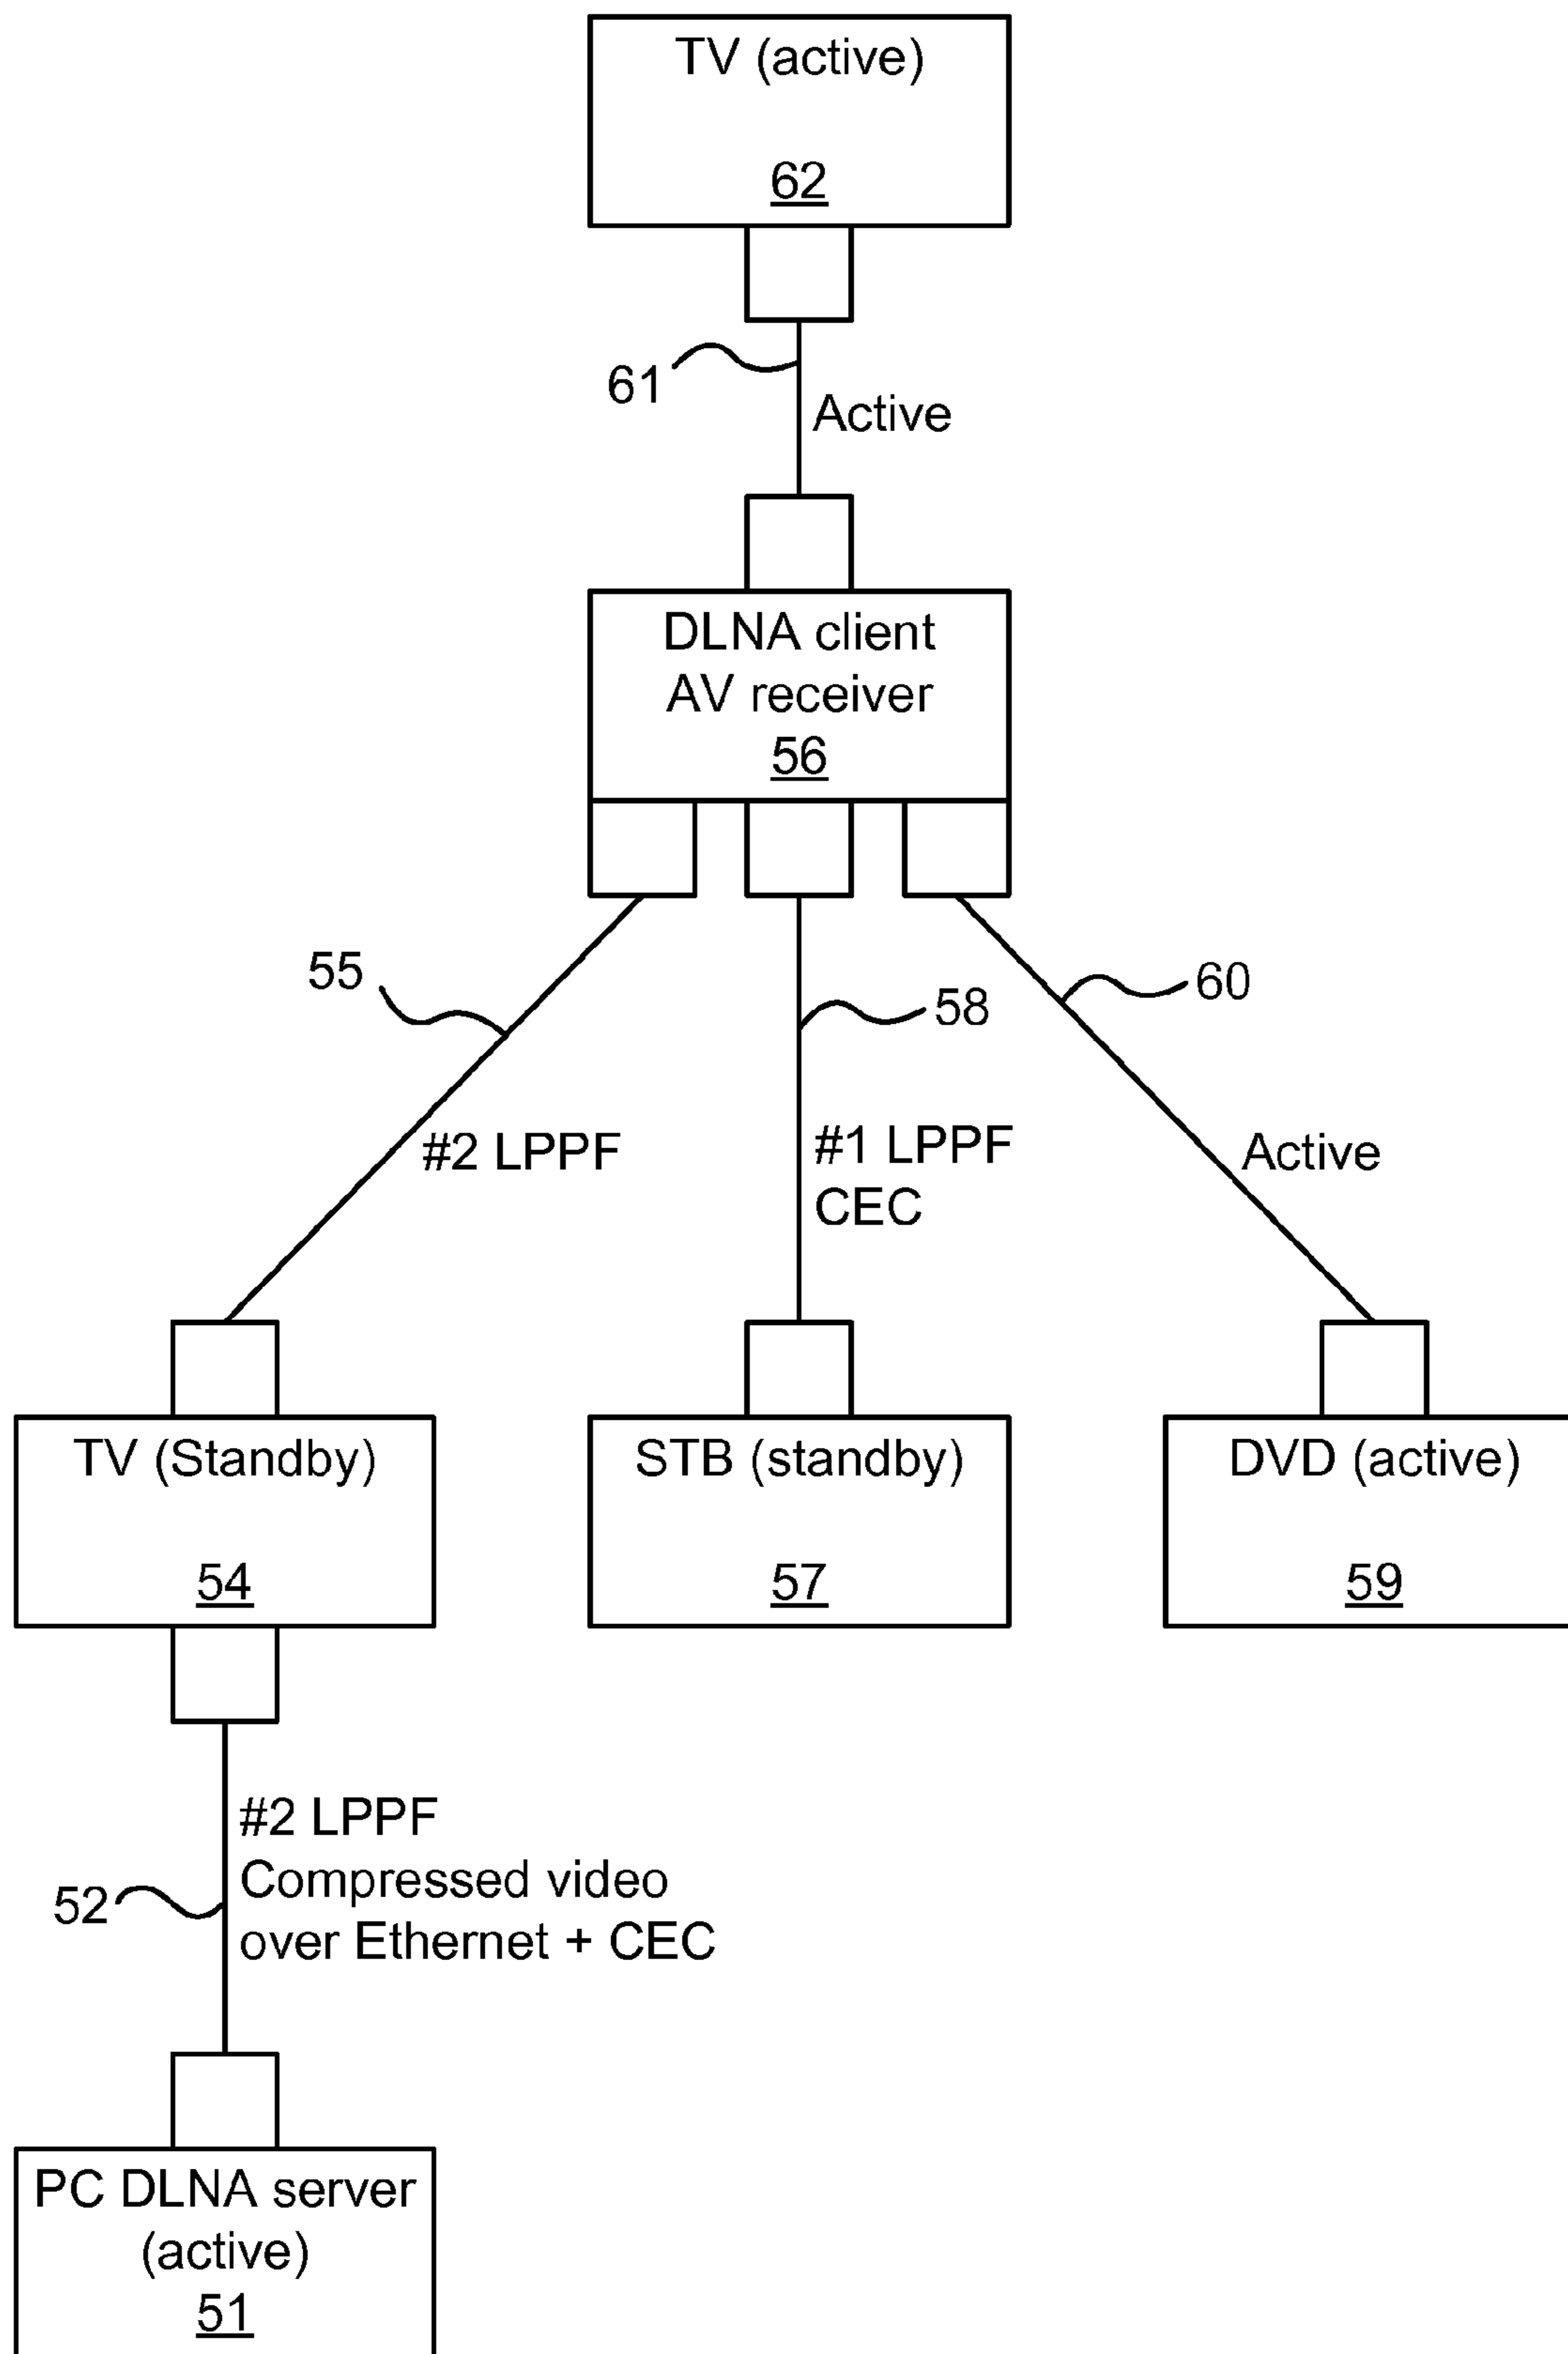 TV (active)
62
61
Active
DLNA client
AV receiver
56
55
58
60
#2 LPPF
#1 LPPF
CEC
Active
TV (Standby)
54
STB (standby)
57
DVD (active)
59
52
#2 LPPF
Compressed video
over Ethernet + CEC
PC DLNA server
(active)
51